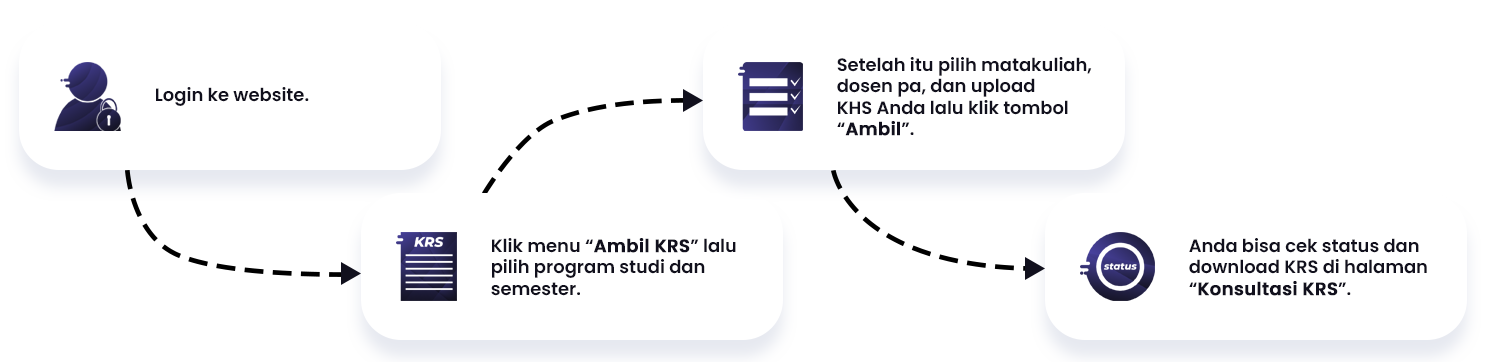 Login ke website.
KRS
Klik menu “Ambil KRS” lalu
pilih program studi dan
semester.
Setelah itu pilih matakuliah,
dosen pa, dan upload
KHS Anda lalu klik tombol
“Ambil”.
status
Anda bisa cek status dan
download KRS di halaman
“Konsultasi KRS”.